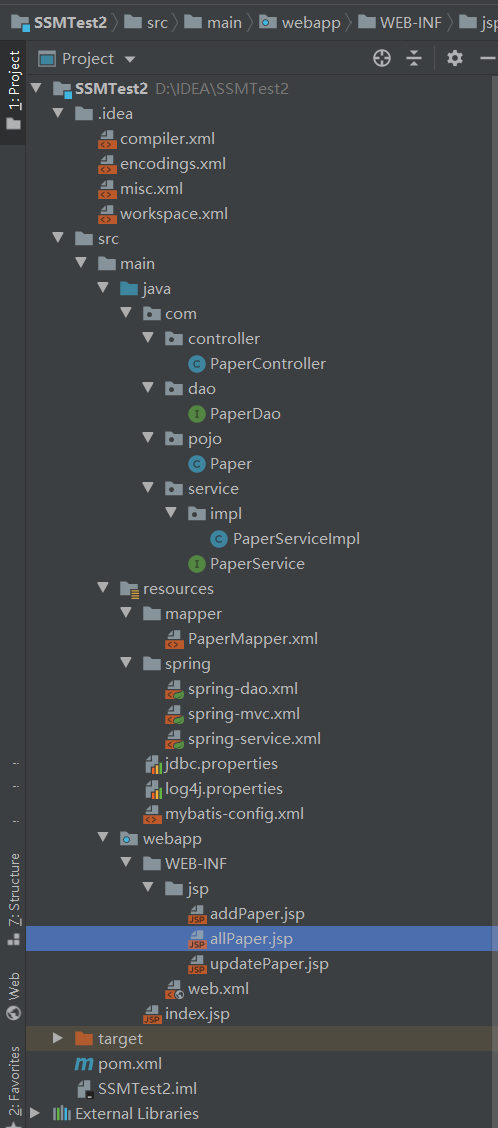 SSMTest2 src main webapp WEB-INF jsp
Project
1: Project
SSMTest2 D:\IDEA\SSMTest2
.idea
compiler.xml
encodings.xml
misc.xml
workspace.xml
src
main
java
com
controller
PaperController
dao
PaperDao
pojo
Paper
service
impl
PaperServiceImpl
PaperService
resources
mapper
PaperMapper.xml
spring
spring-dao.xml
spring-mvc.xml
spring-service.xml
jdbc.properties
log4j.properties
mybatis-config.xml
webapp
WEB-INF
jsp
addPaper.jsp
allPaper.jsp
updatePaper.jsp
web.xml
index.jsp
target
pom.xml
SSMTest2.iml
External Libraries
7: Structure
Web
2: Favorites